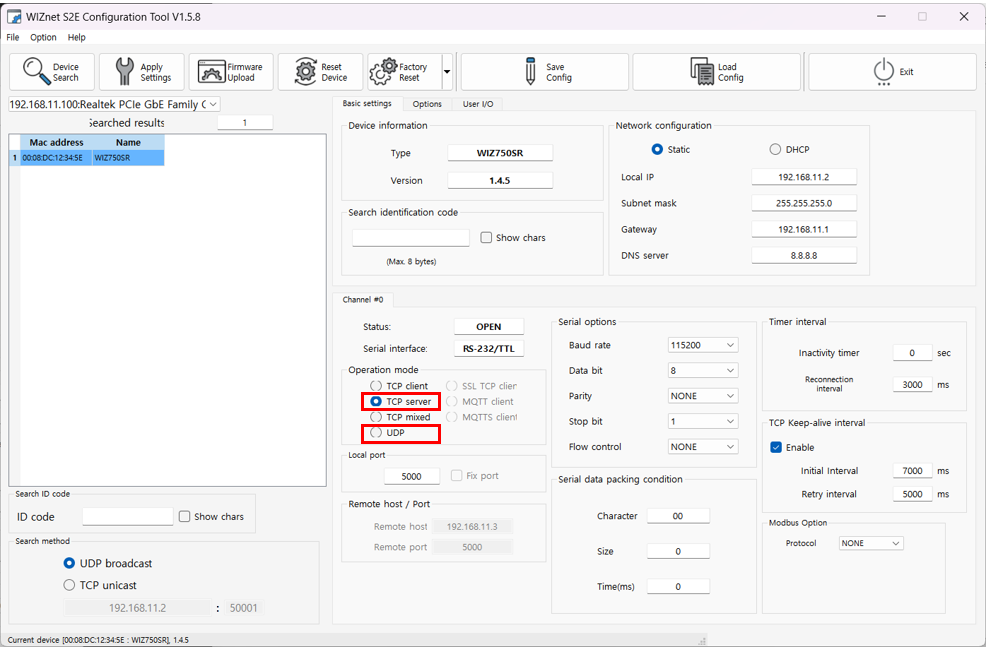 WIZnet S2E Configuration Tool V1.5.8
File Option Help
Device Search
Apply Settings
Firmware Upload
Reset Device
Factory Reset
Save Config
Load Config
Exit
192.168.11.100:Realtek PCIe GbE Family C
Searched results 1
Mac address Name
1 00:08:DC:12:34:5E WIZ750SR
Search ID code
ID code Show chars
Search method
UDP broadcast
TCP unicast
192.168.11.2 : 50001
Basic settings Options User I/O
Device information
Type WIZ750SR
Version 1.4.5
Search identification code
Show chars
(Max. 8 bytes)
Network configuration
Static DHCP
Local IP 192.168.11.2
Subnet mask 255.255.255.0
Gateway 192.168.11.1
DNS server 8.8.8.8
Channel #0
Status: OPEN
Serial interface: RS-232/TTL
Operation mode
TCP client SSL TCP clien
TCP server MQTT client
TCP mixed MQTTS client
UDP
Local port
5000 Fix port
Remote host / Port
Remote host 192.168.11.3
Remote port 5000
Serial options
Baud rate 115200
Data bit 8
Parity NONE
Stop bit 1
Flow control NONE
Serial data packing condition
Character 00
Size 0
Time(ms) 0
Timer interval
Inactivity timer 0 sec
Reconnection interval 3000 ms
TCP Keep-alive interval
Enable
Initial Interval 7000 ms
Retry interval 5000 ms
Modbus Option
Protocol NONE
Current device [00:08:DC:12:34:5E : WIZ750SR], 1.4.5